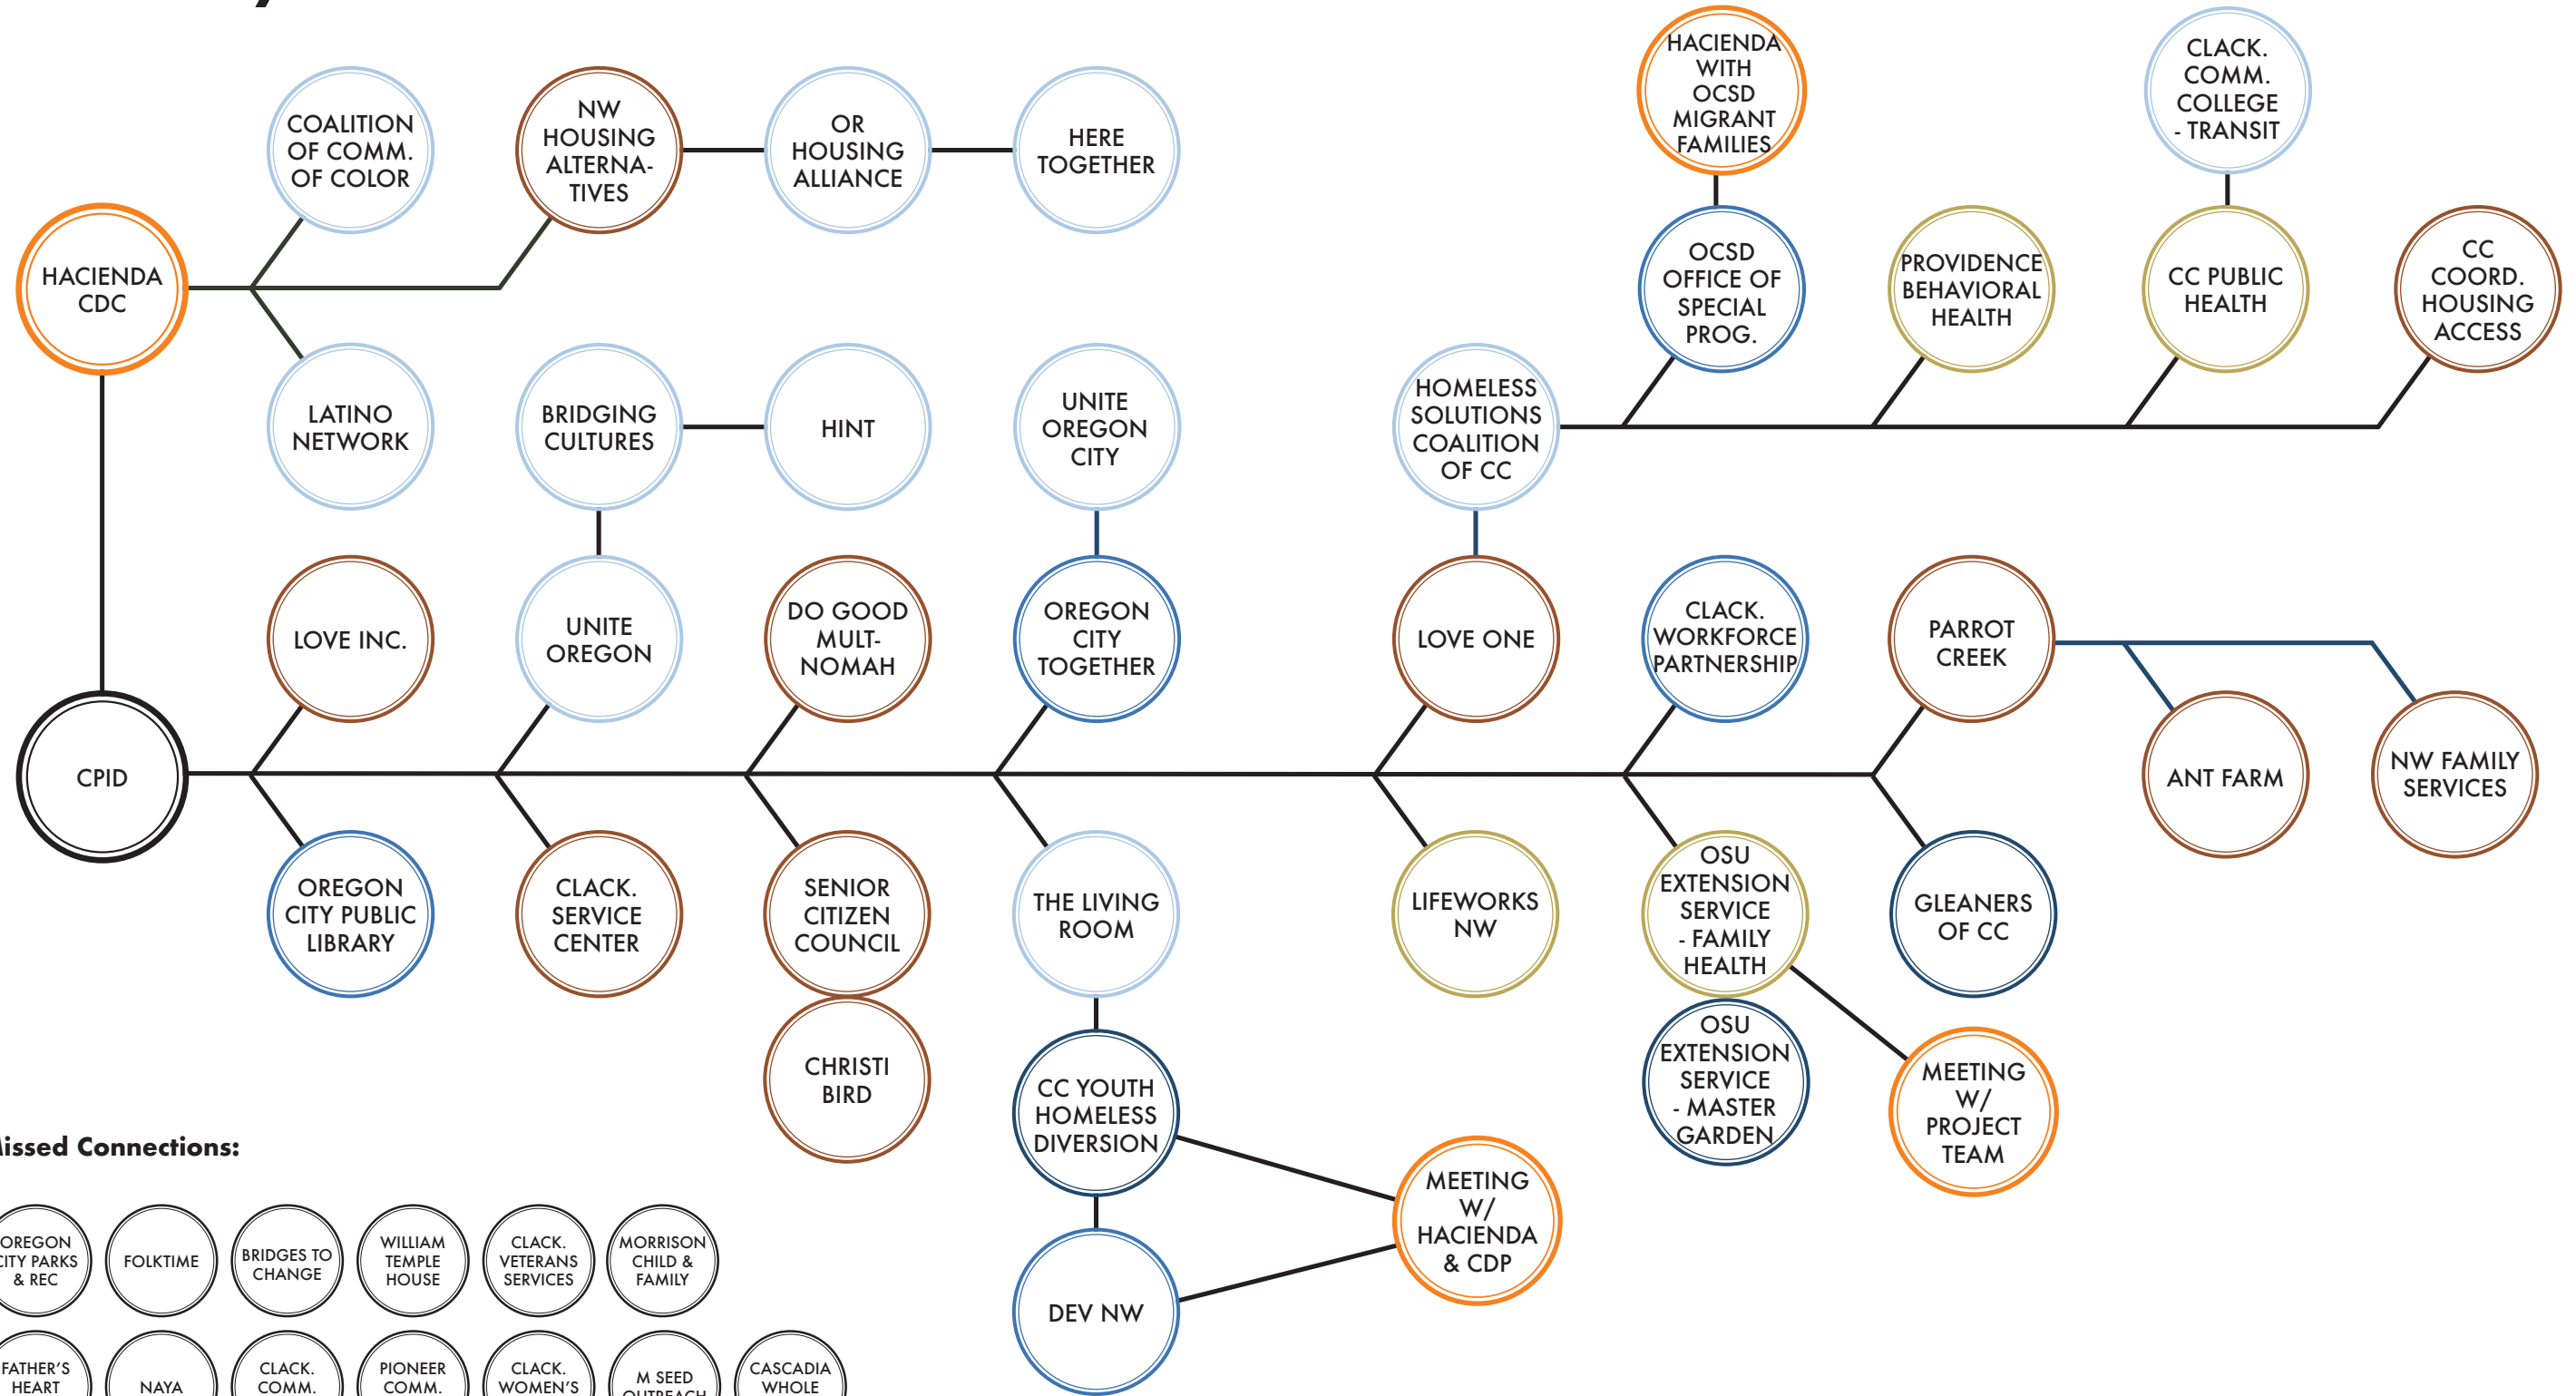 HACIENDA
WITH
OCSD
MIGRANT
FAMILIES
CLACK.
COMM.
COLLEGE
- TRANSIT
COALITION
OF COMM.
OF COLOR
NW
HOUSING
ALTERNA-
TIVES
OR
HOUSING
ALLIANCE
HERE
TOGETHER
HACIENDA
CDC
OCSD
OFFICE OF
SPECIAL
PROG.
PROVIDENCE
BEHAVIORAL
HEALTH
CC PUBLIC
HEALTH
CC
COORD.
HOUSING
ACCESS
LATINO
NETWORK
BRIDGING
CULTURES
HINT
UNITE
OREGON
CITY
HOMELESS
SOLUTIONS
COALITION
OF CC
LOVE INC.
UNITE
OREGON
DO GOOD
MULT-
NOMAH
OREGON
CITY
TOGETHER
LOVE ONE
CLACK.
WORKFORCE
PARTNERSHIP
PARROT
CREEK
CPID
ANT FARM
NW FAMILY
SERVICES
OREGON
CITY PUBLIC
LIBRARY
CLACK.
SERVICE
CENTER
SENIOR
CITIZEN
COUNCIL
THE LIVING
ROOM
LIFEWORKS
NW
OSU
EXTENSION
SERVICE
- FAMILY
HEALTH
GLEANERS
OF CC
CHRISTI
BIRD
CC YOUTH
HOMELESS
DIVERSION
OSU
EXTENSION
SERVICE
- MASTER
GARDEN
MEETING
W/
PROJECT
TEAM
MEETING
W/
HACIENDA
& CDP
DEV NW
Missed Connections:
OREGON
CITY PARKS
& REC
FOLKTIME
BRIDGES TO
CHANGE
WILLIAM
TEMPLE
HOUSE
CLACK.
VETERANS
SERVICES
MORRISON
CHILD &
FAMILY
FATHER'S
HEART
NAYA
CLACK.
COMM.
PIONEER
COMM.
CLACK.
WOMEN'S
M SEED
OUTREACH
CASCADIA
WHOLE